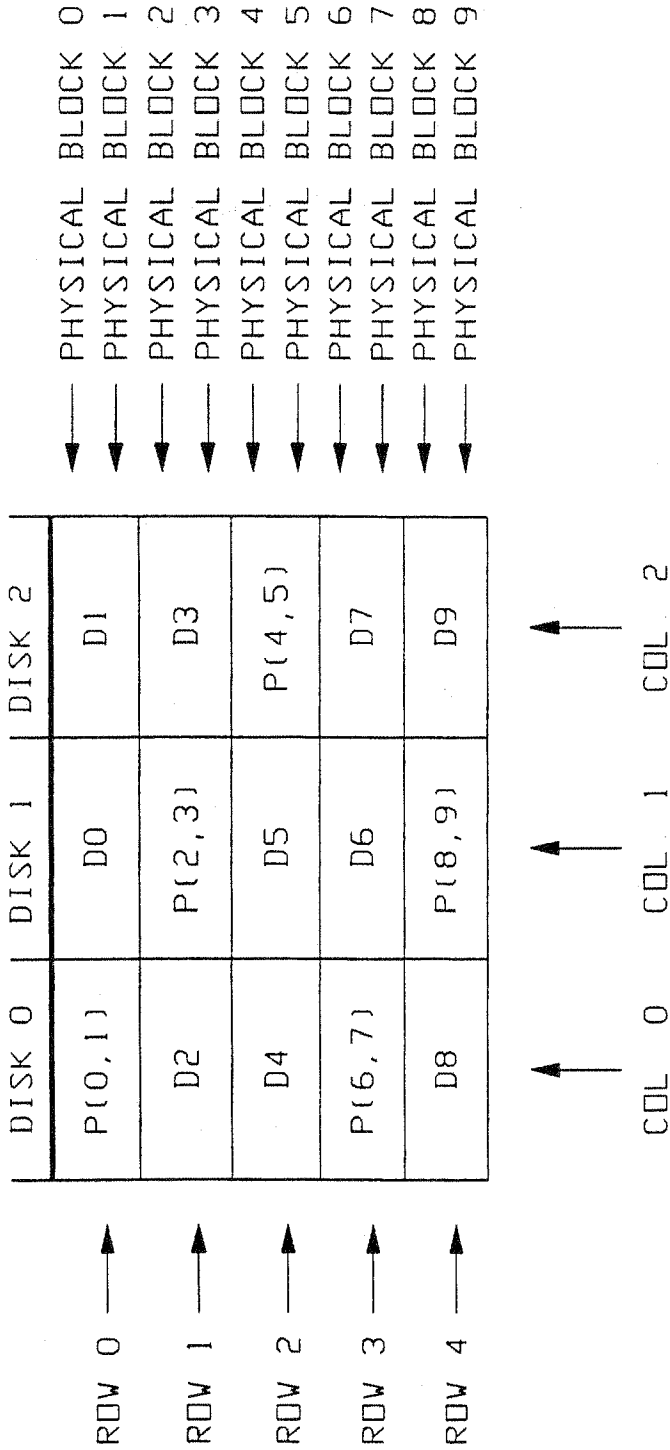 DISK 0 DISK 1 DISK 2
ROW 0 P(0,1) D0 D1 PHYSICAL BLOCK 0
PHYSICAL BLOCK 1
ROW 1 D2 P(2,3) D3 PHYSICAL BLOCK 2
PHYSICAL BLOCK 3
ROW 2 D4 D5 P(4,5) PHYSICAL BLOCK 4
PHYSICAL BLOCK 5
ROW 3 P(6,7) D6 D7 PHYSICAL BLOCK 6
PHYSICAL BLOCK 7
ROW 4 D8 P(8,9) D9 PHYSICAL BLOCK 8
PHYSICAL BLOCK 9
COL 0 COL. 1 COL. 2